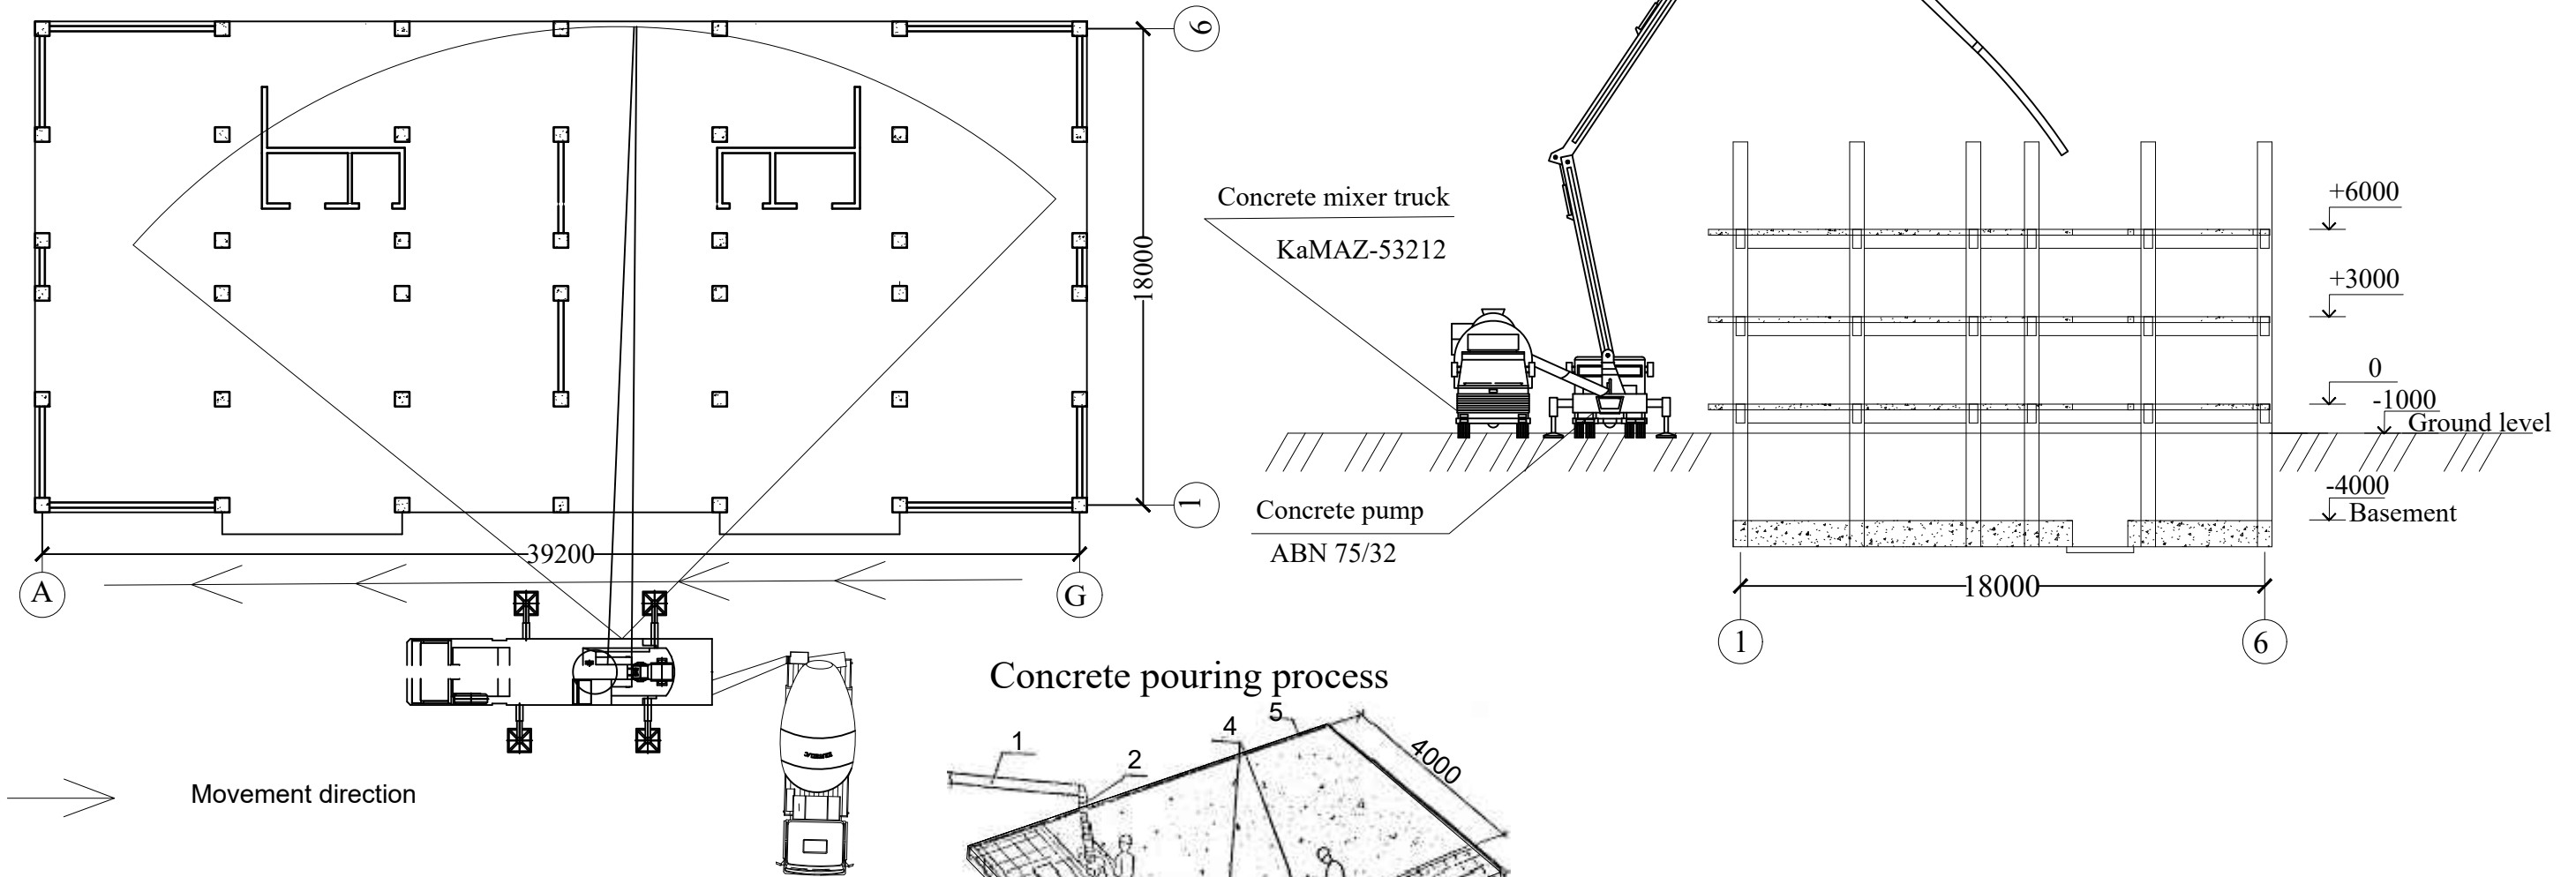 6
18000
1
39200
A
G
Movement direction
Concrete mixer truck
KaMAZ-53212
Concrete pump
ABN 75/32
+6000
+3000
0
-1000
Ground level
-4000
Basement
18000
1
6
Concrete pouring process
1
2
4
5
4000